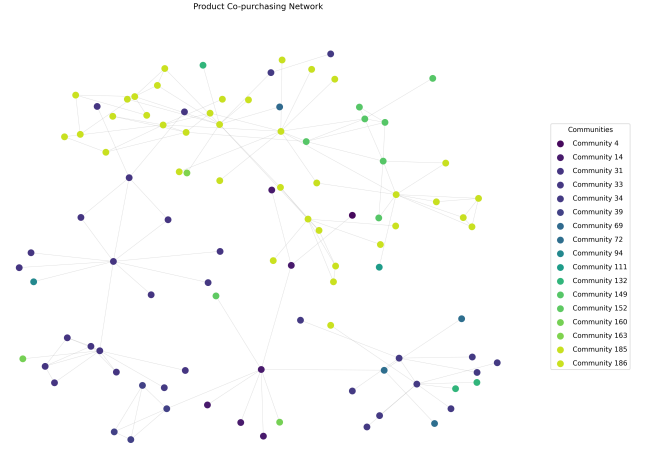 Product Co-purchasing Network
Communities
Community 4
Community 14
Community 31
Community 33
Community 34
Community 39
Community 69
Community 72
Community 94
Community 111
Community 132
Community 149
Community 152
Community 160
Community 163
Community 185
Community 186